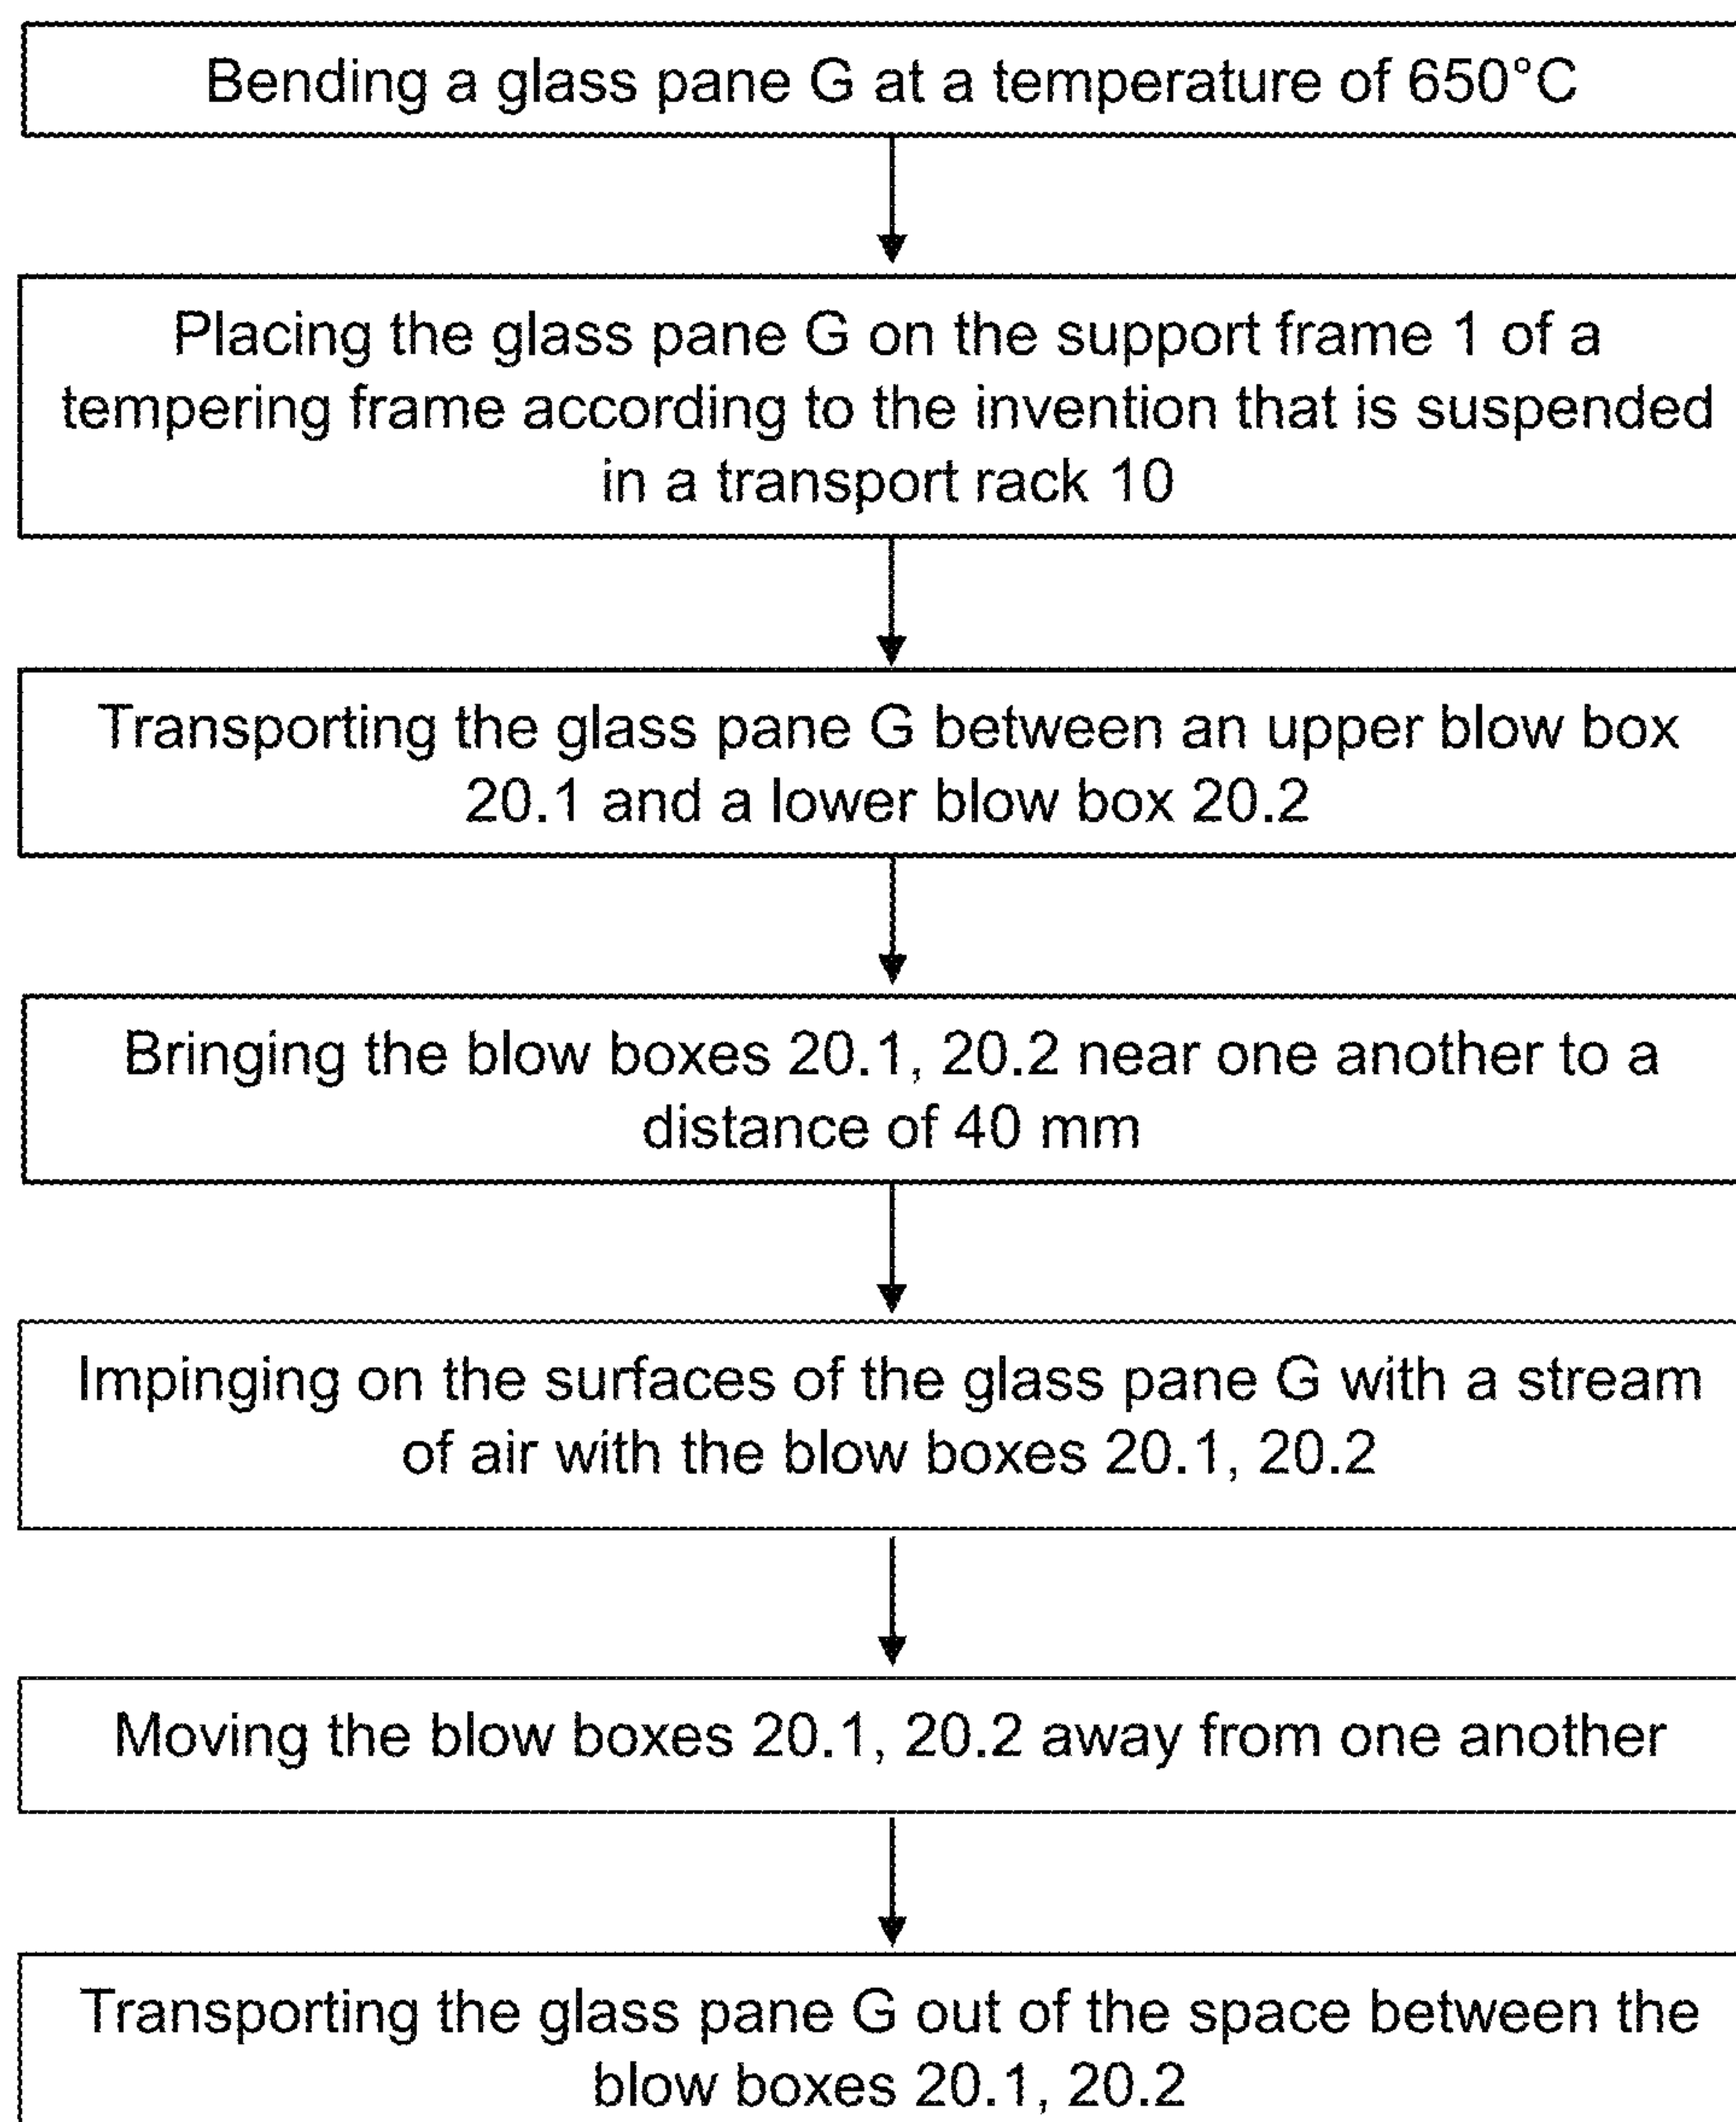 Bending a glass pane G at a temperature of 650°C
Placing the glass pane G on the support frame 1 of a
tempering frame according to the invention that is suspended
in a transport rack 10
Transporting the glass pane G between an upper blow box
20.1 and a lower blow box 20.2
Bringing the blow boxes 20.1, 20.2 near one another to a
distance of 40 mm
Impinging on the surfaces of the glass pane G with a stream
of air with the blow boxes 20.1, 20.2
Moving the blow boxes 20.1, 20.2 away from one another
Transporting the glass pane G out of the space between the
blow boxes 20.1, 20.2